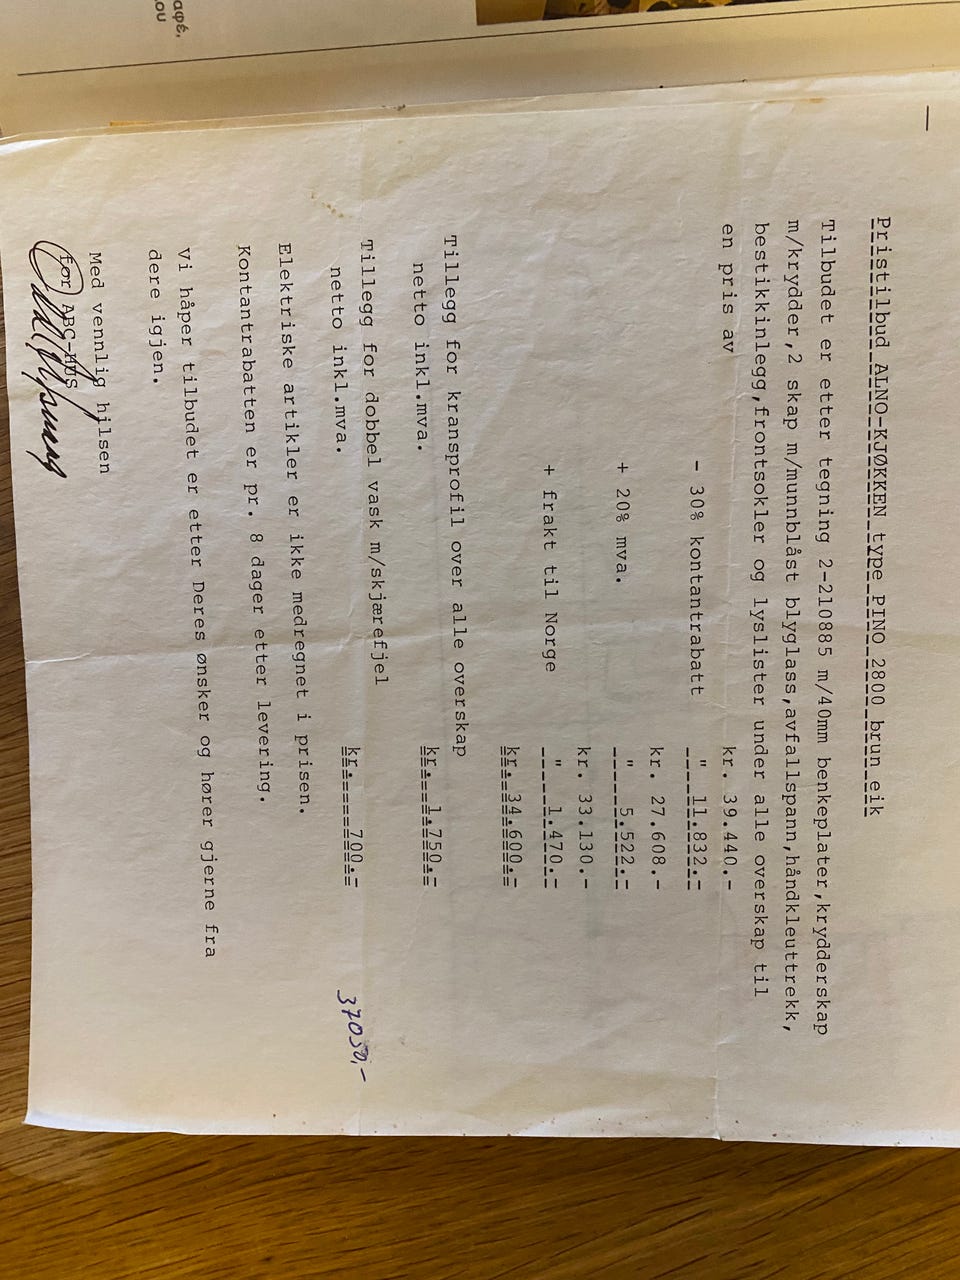 Pristilbud ALNO-KJØKKEN type PINO 2800 brun eik
Tilbudet er etter tegning 2-210885 m/40mm benkeplater,krydderskap
m/krydder,2 skap m/munnblåst blyglass,avfallspann,håndkleuttrekk,
bestikkinlegg,frontsokler og lyslister under alle overskap til
en pris av kr. 39.440.-
- 30% kontantrabatt " 11.832.-
kr. 27.608.-
+ 20% mva. " 5.522.-
kr. 33.130.-
+ frakt til Norge " 1.470.-
kr. 34.600.-
Tillegg for kransprofil over alle overskap
netto inkl.mva. kr. 1.750.-
Tillegg for dobbel vask m/skjærefjel
netto inkl.mva. kr. 700.-
37050,-
Elektriske artikler er ikke medregnet i prisen.
Kontantrabatten er pr. 8 dager etter levering.
Vi håper tilbudet er etter Deres ønsker og hører gjerne fra
dere igjen.
Med vennlig hilsen
for ABC-HUS
αφέ,